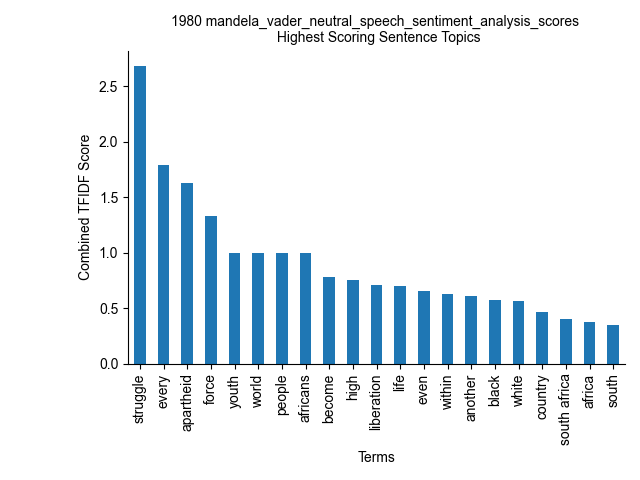 1980 mandela_vader_neutral_speech_sentiment_analysis_scores
Highest Scoring Sentence Topics
Combined TFIDF Score
2.5
2.0
1.5
1.0
0.5
0.0
struggle
every
apartheid
force
youth
world
people
africans
become
high
liberation
life
even
within
another
black
white
country
south africa
africa
south
Terms